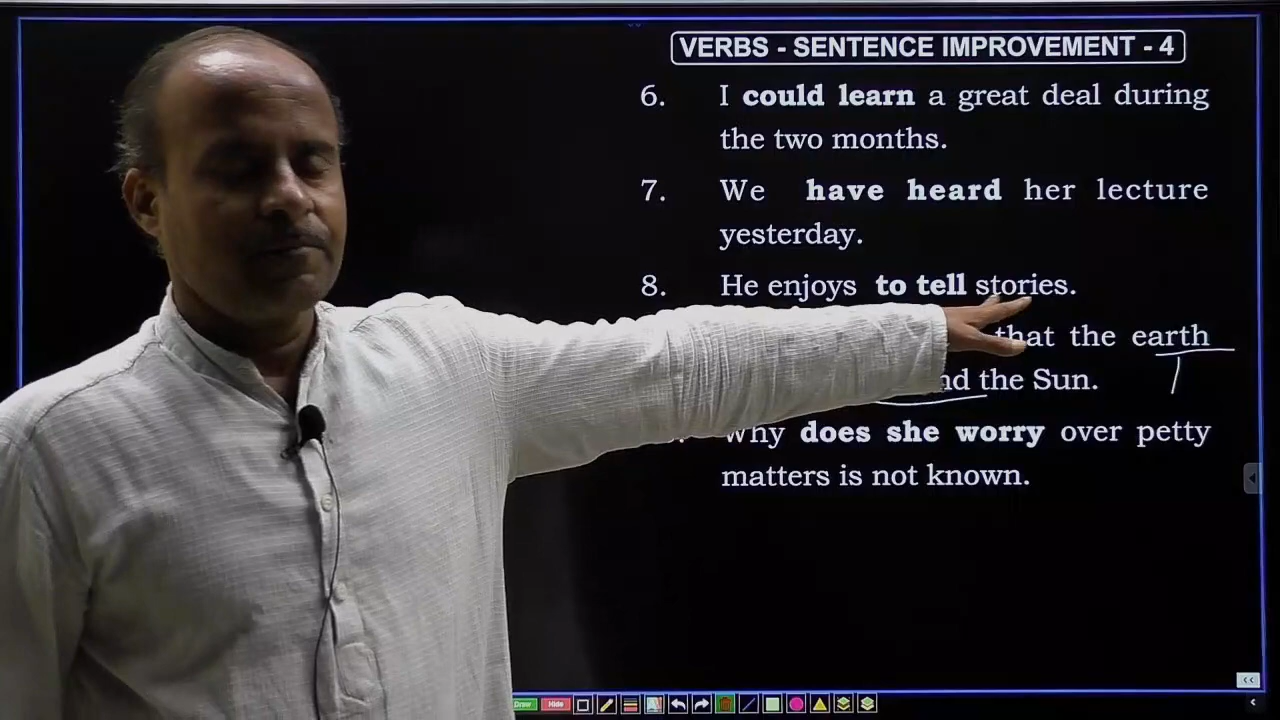 VERBS - SENTENCE IMPROVEMENT - 4
6. I could learn a great deal during
the two months.
7. We have heard her lecture
yesterday.
8. He enjoys to tell stories.
that the earth
the Sun.
Why does she worry over petty
matters is not known.
Draw Hide